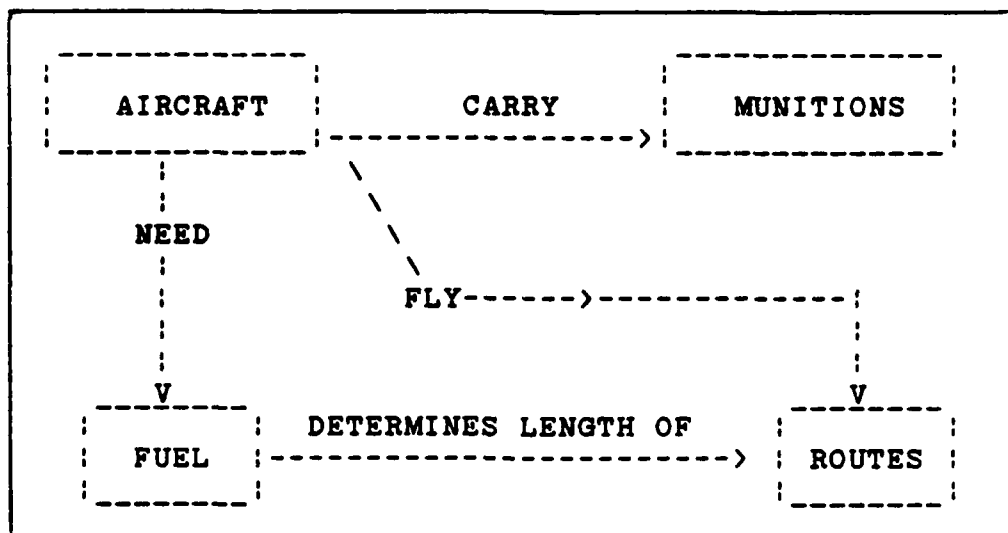 AIRCRAFT CARRY MUNITIONS
NEED
FLY
V V
DETERMINES LENGTH OF
FUEL ROUTES